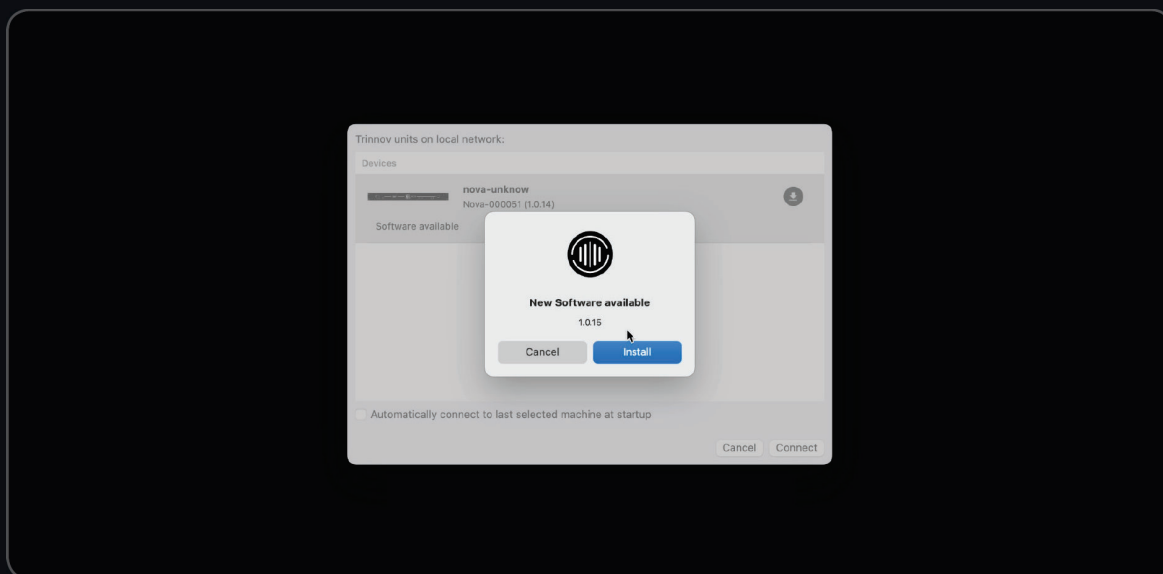 Trinnov units on local network:
Devices
nova-unknow
Nova-000051 (1.0.14)
Software available
New Software available
1.0.15
Cancel
Install
Automatically connect to last selected machine at startup
Cancel
Connect